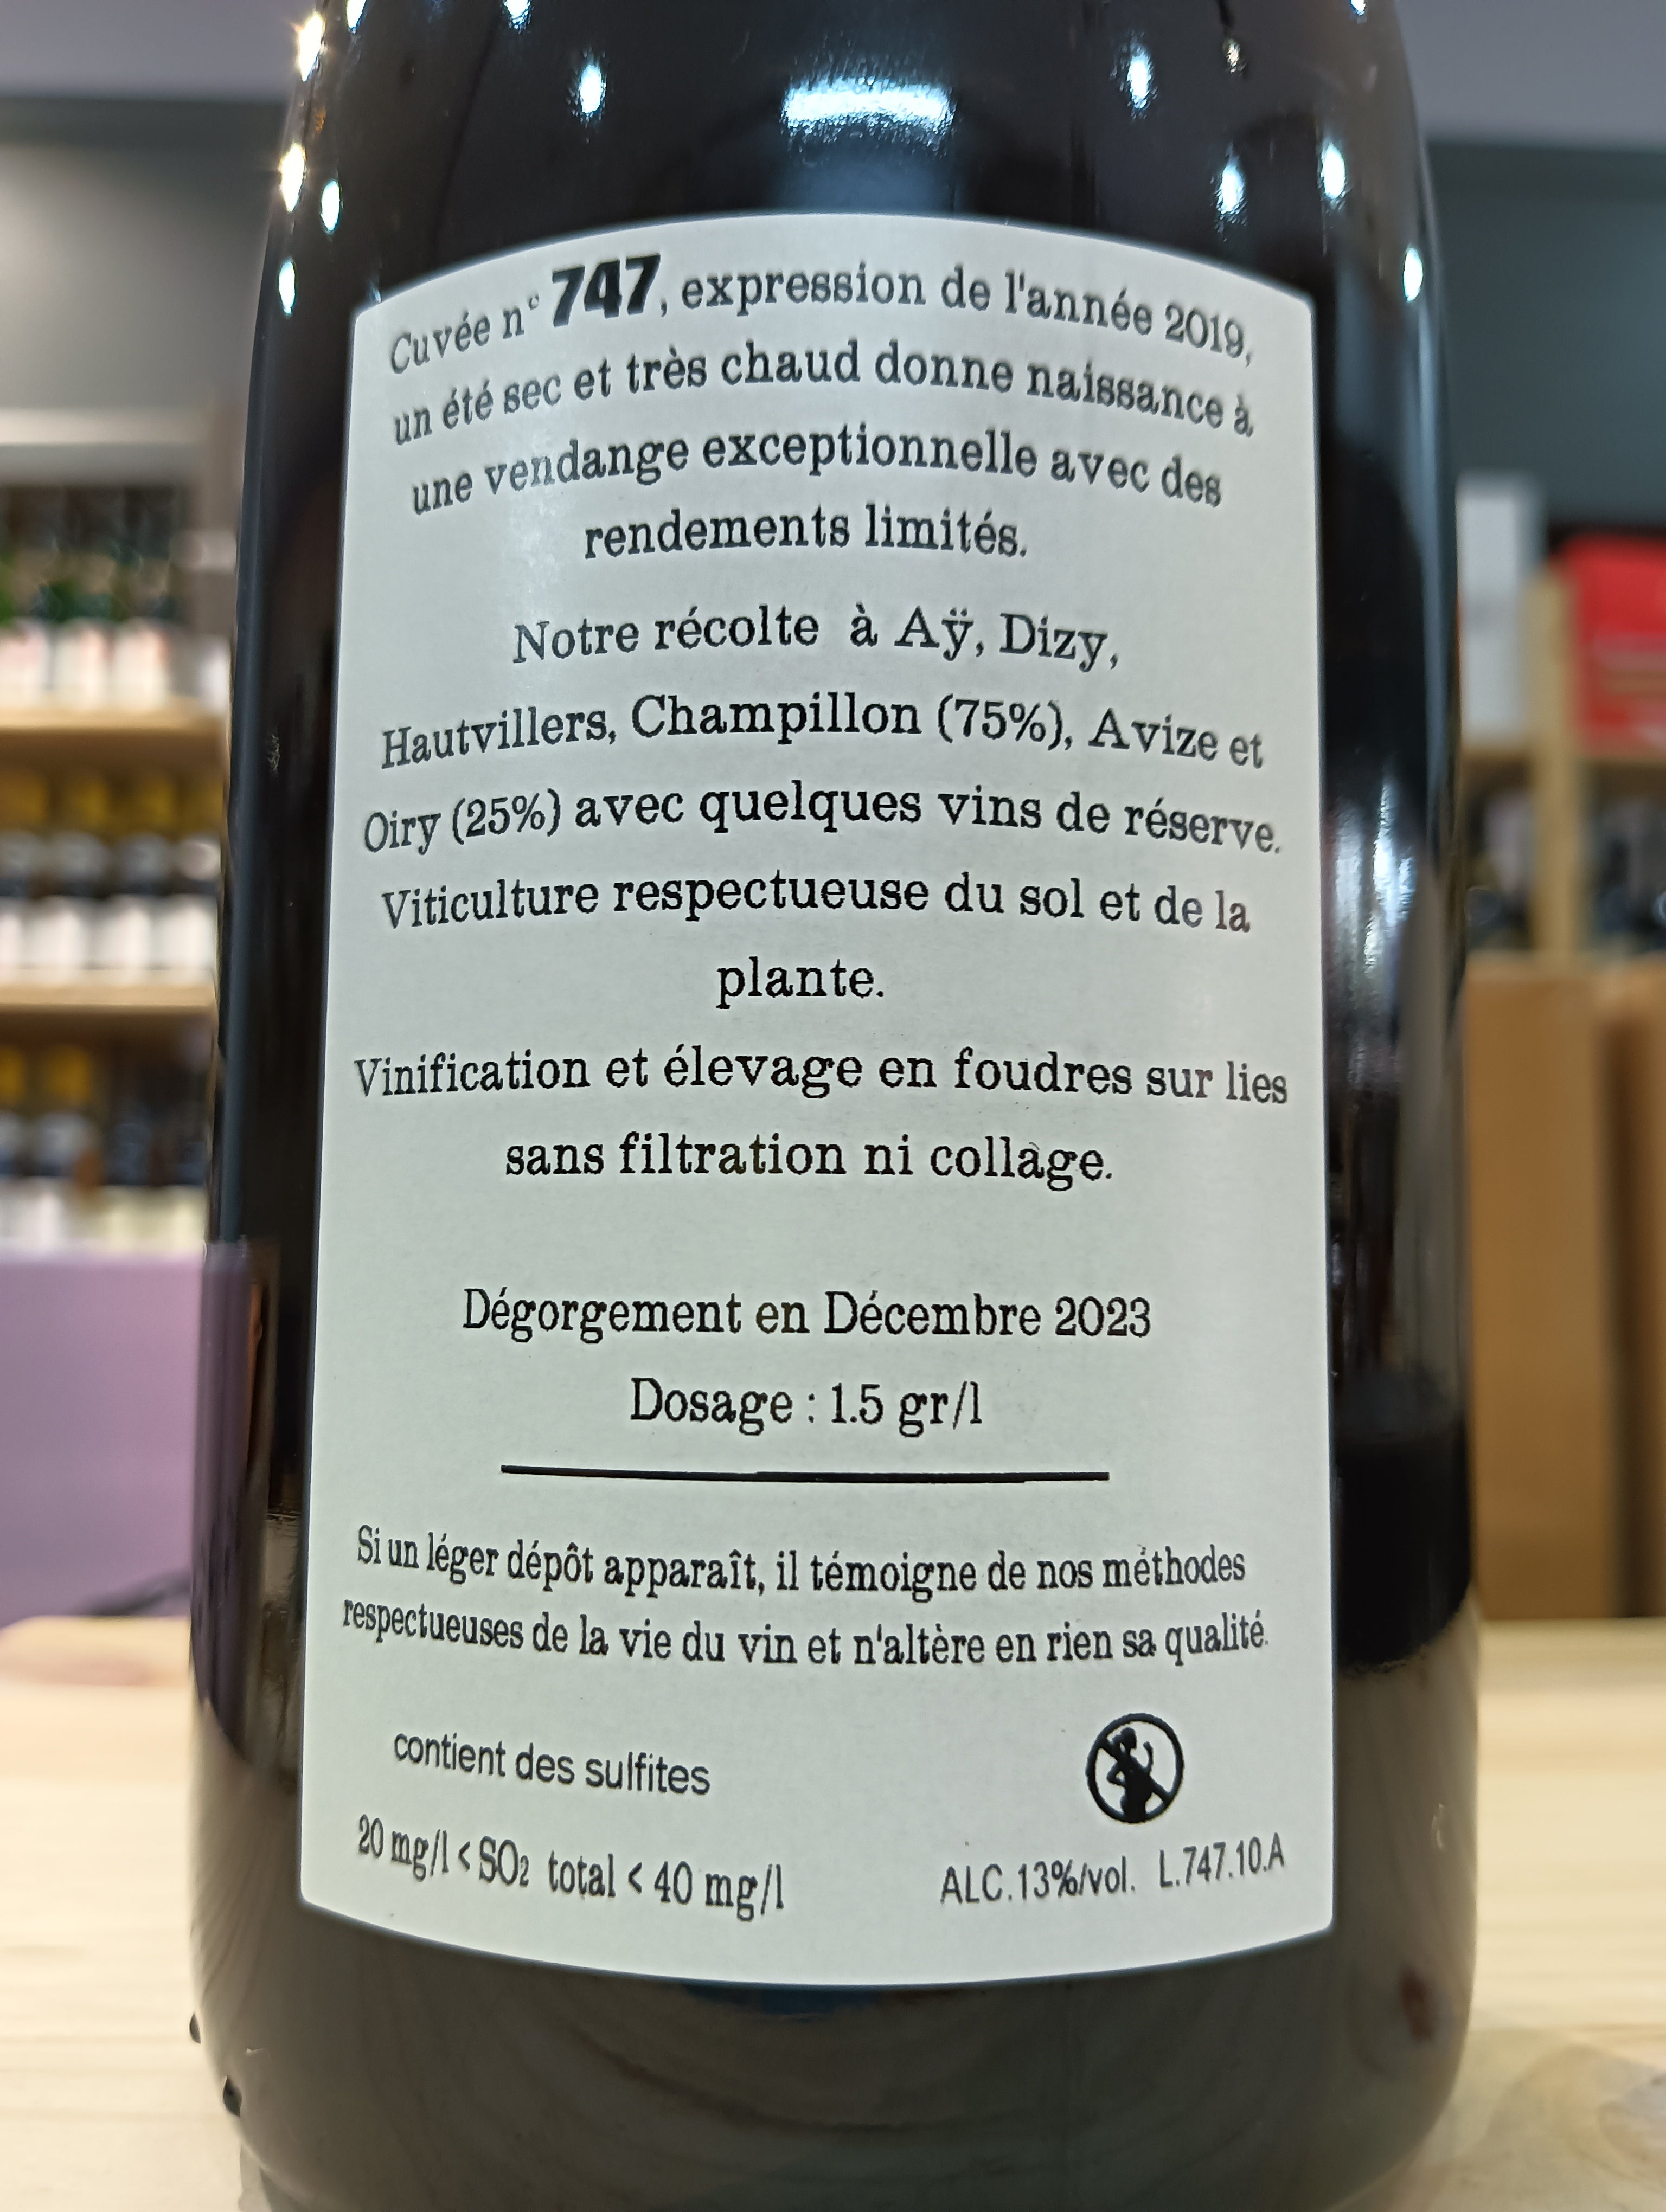 Cuvée n° 747, expression de l'année 2019,
un été sec et très chaud donne naissance à
une vendange exceptionnelle avec des
rendements limités.
Notre récolte à Aÿ, Dizy,
Hautvillers, Champillon (75%), Avize et
Oiry (25%) avec quelques vins de réserve.
Viticulture respectueuse du sol et de la
plante.
Vinification et élevage en foudres sur lies
sans filtration ni collage.
Dégorgement en Décembre 2023
Dosage : 1.5 gr/l
Si un léger dépôt apparaît, il témoigne de nos méthodes
respectueuses de la vie du vin et n'altère en rien sa qualité.
contient des sulfites
20 mg/l < SO₂ total < 40 mg/l
ALC.13%/vol. L.747.10.A